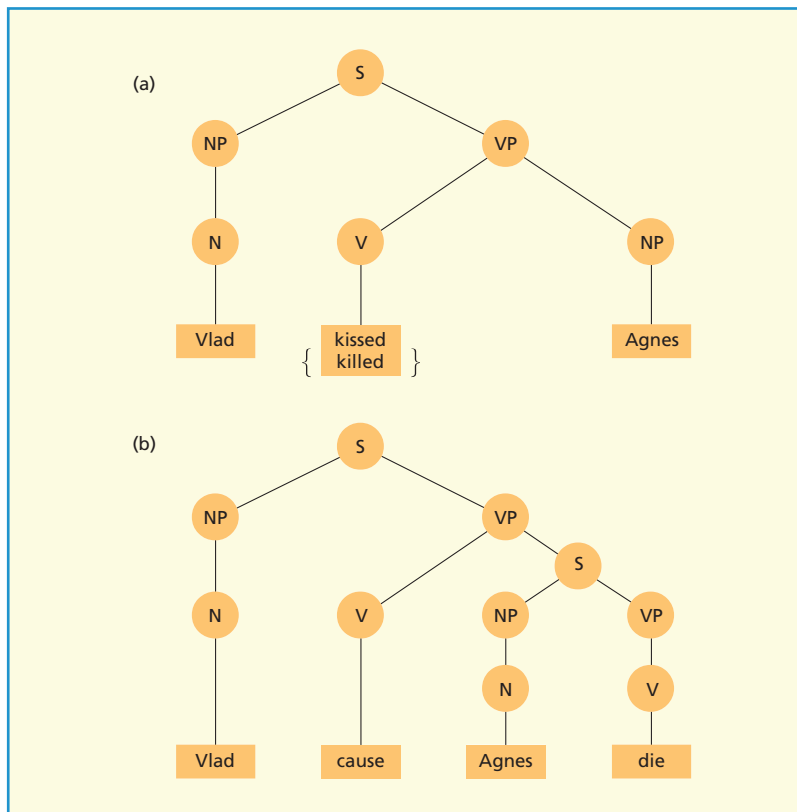 (a)
S
NP VP
N V NP
Vlad { kissed killed } Agnes
(b)
S
NP VP
S
N V NP VP
N V
Vlad cause Agnes die